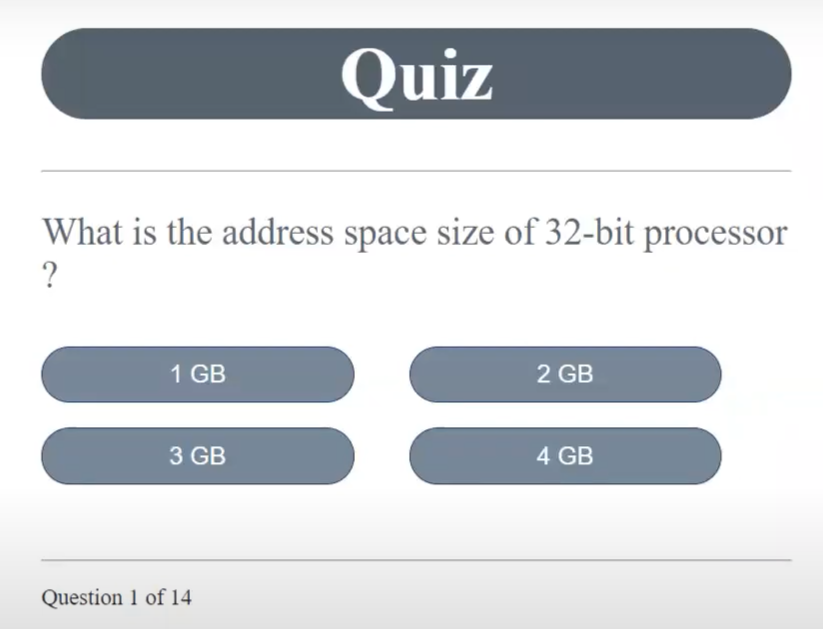 Quiz
What is the address space size of 32-bit processor
?
1 GB
2 GB
3 GB
4 GB
Question 1 of 14